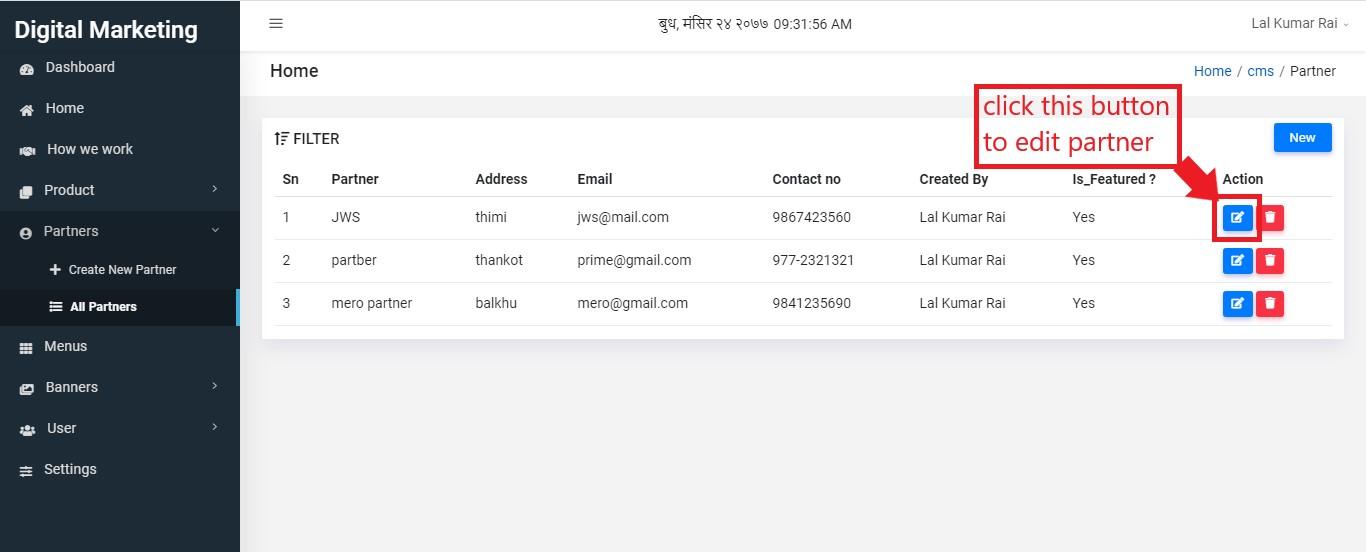 Digital Marketing
बुध, मंसिर २४ २०७७ 09:31:56 AM
Lal Kumar Rai
Dashboard
Home
How we work
Product
Partners
Create New Partner
All Partners
Menus
Banners
User
Settings
Home
Home / cms / Partner
click this button
to edit partner
FILTER
New
Sn Partner Address Email Contact no Created By Is_Featured ? Action
1 JWS thimi jws@mail.com 9867423560 Lal Kumar Rai Yes
2 partber thankot prime@gmail.com 977-2321321 Lal Kumar Rai Yes
3 mero partner balkhu mero@gmail.com 9841235690 Lal Kumar Rai Yes